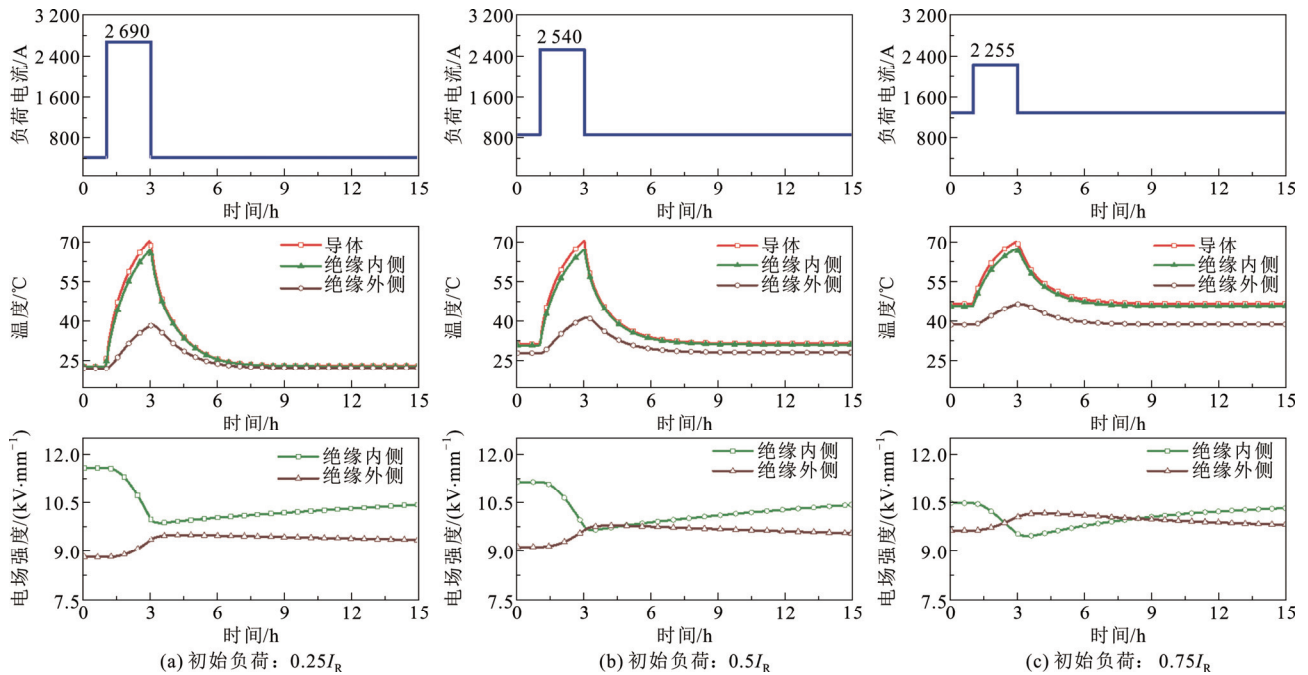 3 200
2 400
1 600
800
负荷电流/A
2 690
0 3 6 9 12 15
时间/h
3 200
2 400
1 600
800
负荷电流/A
2 540
0 3 6 9 12 15
时间/h
3 200
2 400
1 600
800
负荷电流/A
2 255
0 3 6 9 12 15
时间/h
70
55
40
25
温度/℃
导体
绝缘内侧
绝缘外侧
0 3 6 9 12 15
时间/h
70
55
40
25
温度/℃
导体
绝缘内侧
绝缘外侧
0 3 6 9 12 15
时间/h
70
55
40
25
温度/℃
导体
绝缘内侧
绝缘外侧
0 3 6 9 12 15
时间/h
12.0
10.5
9.0
7.5
电场强度/(kV·mm⁻¹)
绝缘内侧
绝缘外侧
0 3 6 9 12 15
时间/h
(a) 初始负荷：0.25I_R
12.0
10.5
9.0
7.5
电场强度/(kV·mm⁻¹)
绝缘内侧
绝缘外侧
0 3 6 9 12 15
时间/h
(b) 初始负荷：0.5I_R
12.0
10.5
9.0
7.5
电场强度/(kV·mm⁻¹)
绝缘内侧
绝缘外侧
0 3 6 9 12 15
时间/h
(c) 初始负荷：0.75I_R